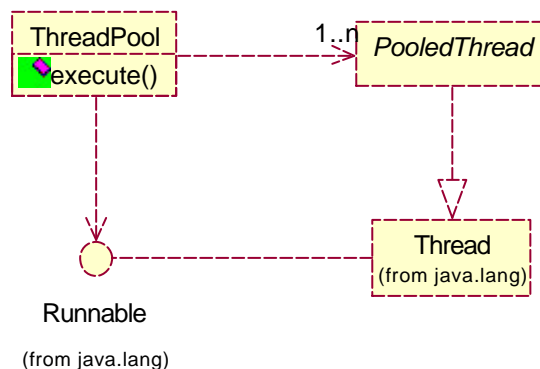 ThreadPool
execute()
1..n
PooledThread
Thread
(from java.lang)
Runnable
(from java.lang)